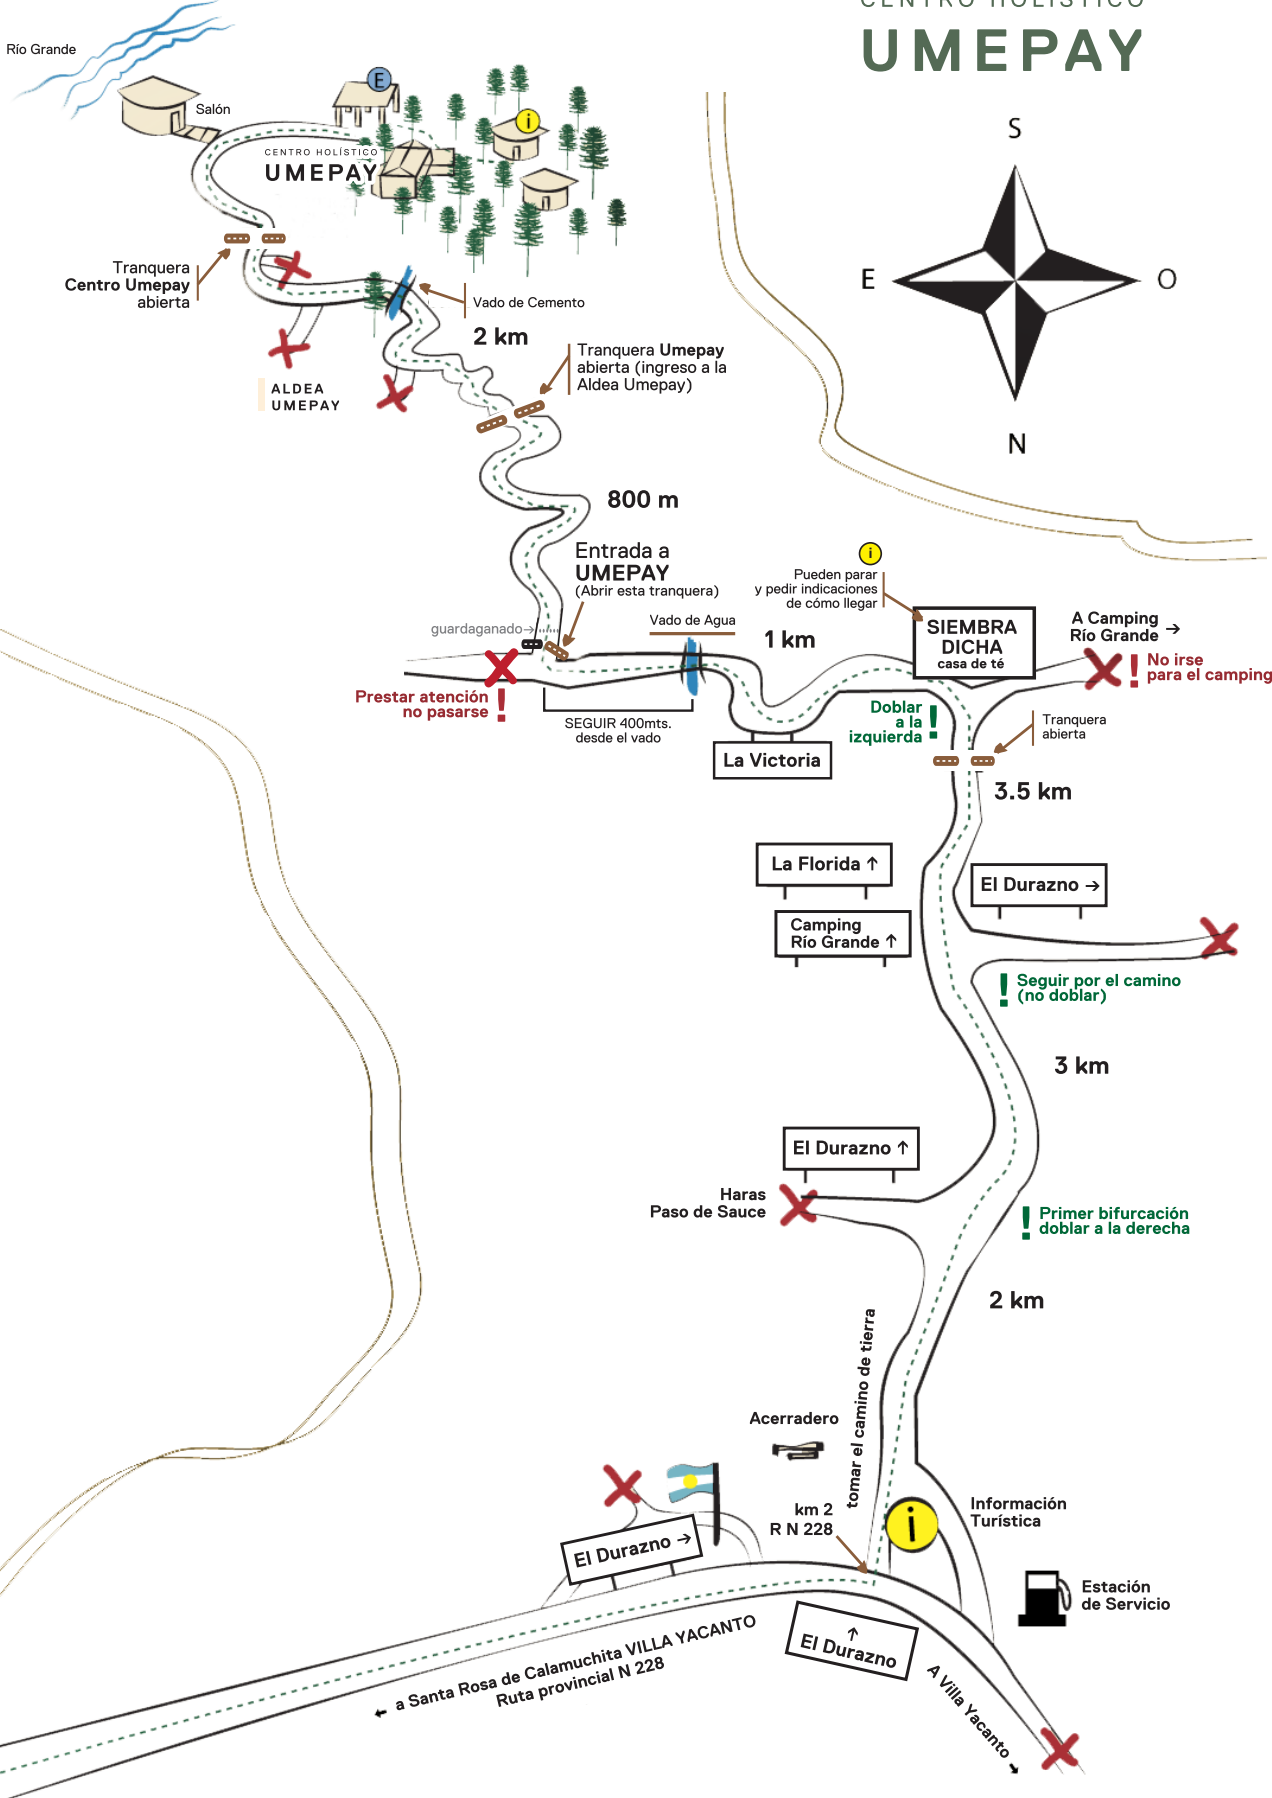 CENTRO HOLÍSTICO
UMEPAY
Río Grande
Salón
E
i
CENTRO HOLÍSTICO
UMEPAY
S
E
O
N
Tranquera
Centro Umepay
abierta
Vado de Cemento
2 km
Tranquera Umepay
abierta (ingreso a la
Aldea Umepay)
ALDEA
UMEPAY
800 m
Entrada a
UMEPAY
(Abrir esta tranquera)
guardaganado→
i
Pueden parar
y pedir indicaciones
de cómo llegar
Vado de Agua
1 km
SIEMBRA
DICHA
casa de té
A Camping
Río Grande →
! No irse
para el camping
Prestar atención
no pasarse !
SEGUIR 400mts.
desde el vado
La Victoria
Doblar
a la
izquierda !
Tranquera
abierta
3.5 km
La Florida ↑
El Durazno →
Camping
Río Grande ↑
! Seguir por el camino
(no doblar)
3 km
El Durazno ↑
Haras
Paso de Sauce
! Primer bifurcación
doblar a la derecha
2 km
tomar el camino de tierra
Acerradero
km 2
R N 228
i
Información
Turística
El Durazno →
Estación
de Servicio
↑
El Durazno
← a Santa Rosa de Calamuchita VILLA YACANTO
Ruta provincial N 228
A Villa Yacanto →